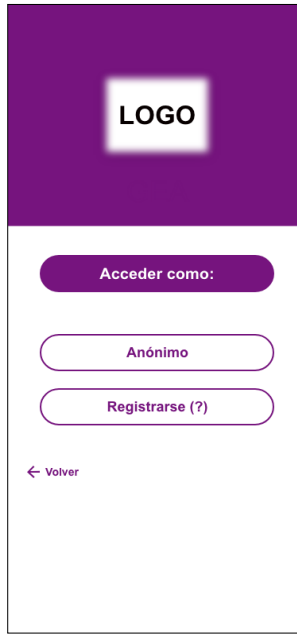 LOGO
Acceder como:
Anónimo
Registrarse (?)
Volver